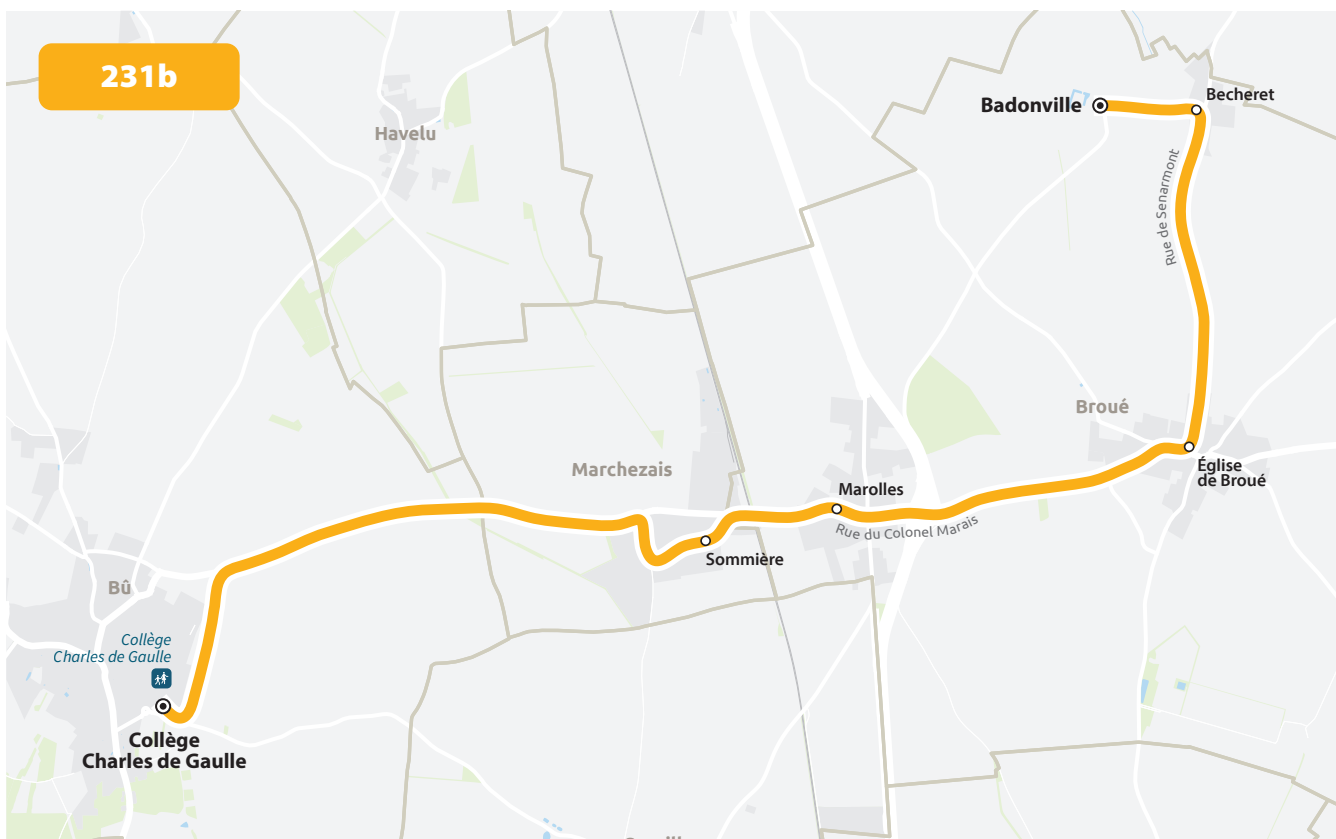 231b
Havelu
Badonville
Becheret
Rue de Senarmont
Broué
Église
de Broué
Marchezais
Marolles
Rue du Colonel Marais
Sommière
Bû
Collège
Charles de Gaulle
Collège
Charles de Gaulle